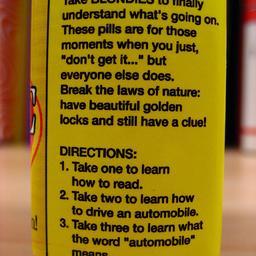 Take BLONDIES to finally
understand what's going on.
These pills are for those
moments when you just,
"don't get it..." but
everyone else does.
Break the laws of nature:
have beautiful golden
locks and still have a clue!
DIRECTIONS:
1. Take one to learn
how to read.
2. Take two to learn how
to drive an automobile.
3. Take three to learn what
the word "automobile"
means.